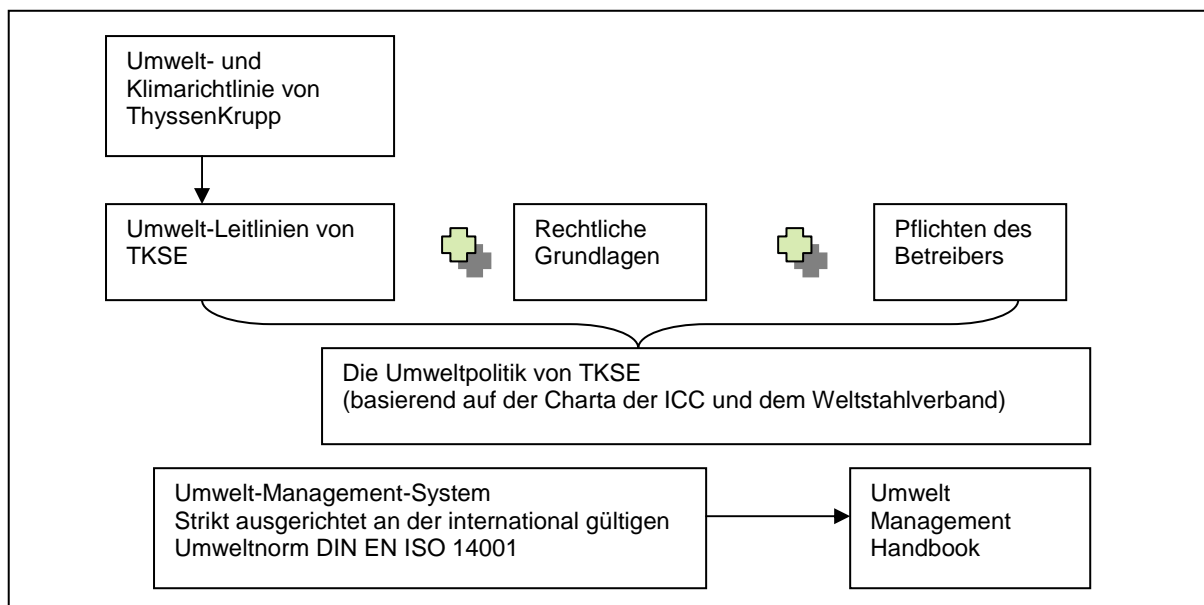 Umwelt- und
Klimarichtlinie von
ThyssenKrupp
Umwelt-Leitlinien von
TKSE
Rechtliche
Grundlagen
Pflichten des
Betreibers
Die Umweltpolitik von TKSE
(basierend auf der Charta der ICC und dem Weltstahlverband)
Umwelt-Management-System
Strikt ausgerichtet an der international gültigen
Umweltnorm DIN EN ISO 14001
Umwelt
Management
Handbook